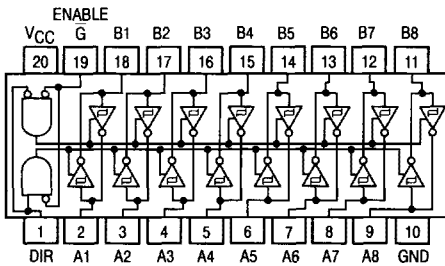 ENABLE
VCC G̅ B1 B2 B3 B4 B5 B6 B7 B8
20 19 18 17 16 15 14 13 12 11
1 2 3 4 5 6 7 8 9 10
DIR A1 A2 A3 A4 A5 A6 A7 A8 GND